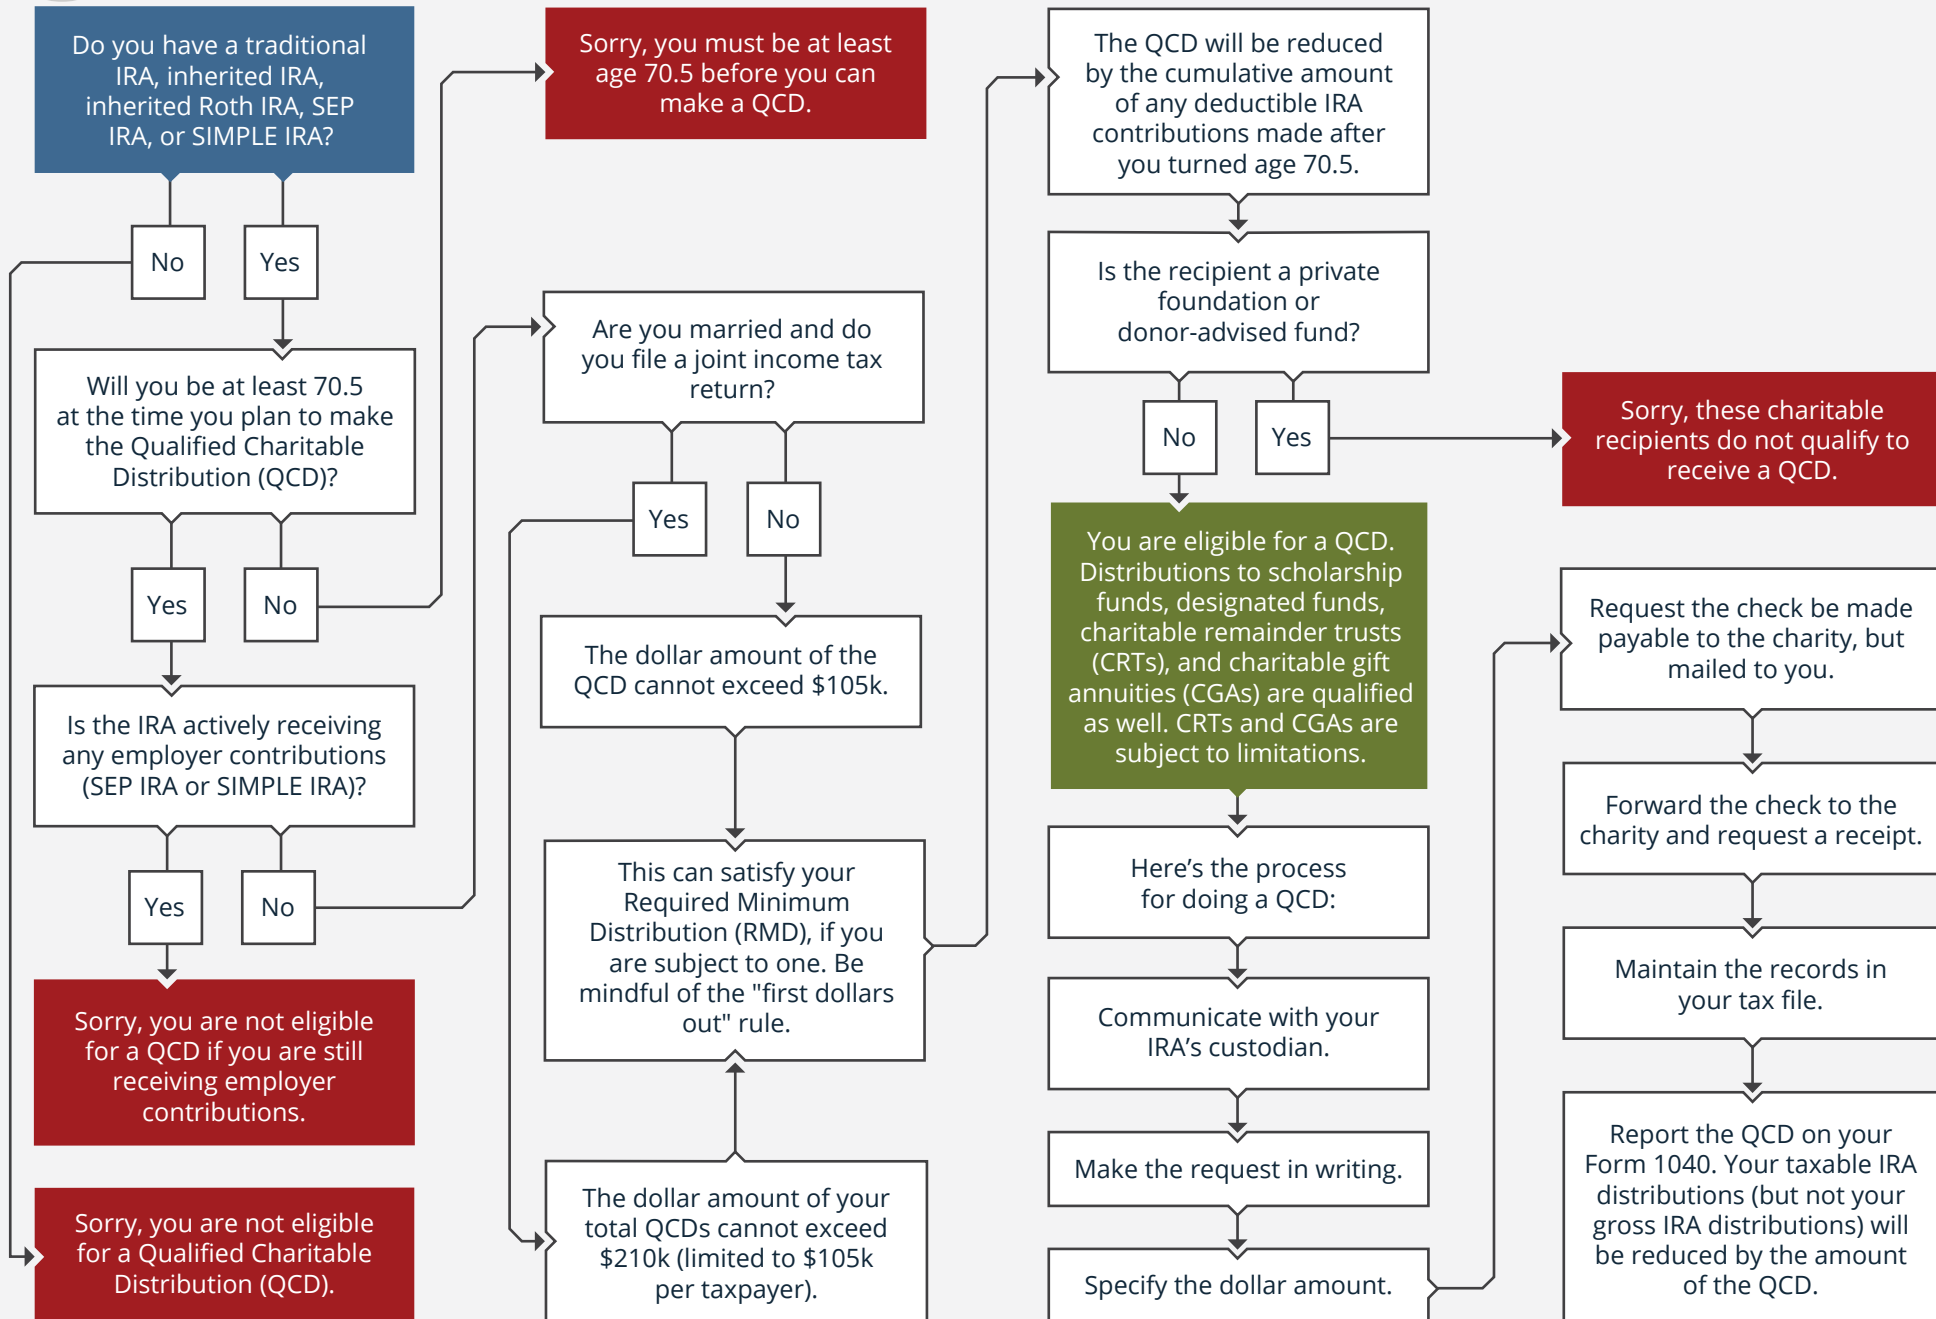 Do you have a traditional
IRA, inherited IRA,
inherited Roth IRA, SEP
IRA, or SIMPLE IRA?
No
Yes
Will you be at least 70.5
at the time you plan to make
the Qualified Charitable
Distribution (QCD)?
Yes
No
Is the IRA actively receiving
any employer contributions
(SEP IRA or SIMPLE IRA)?
Yes
No
Sorry, you are not eligible
for a QCD if you are still
receiving employer
contributions.
Sorry, you are not eligible
for a Qualified Charitable
Distribution (QCD).
Sorry, you must be at least
age 70.5 before you can
make a QCD.
Are you married and do
you file a joint income tax
return?
Yes
No
The dollar amount of the
QCD cannot exceed $105k.
This can satisfy your
Required Minimum
Distribution (RMD), if you
are subject to one. Be
mindful of the "first dollars
out" rule.
The dollar amount of your
total QCDs cannot exceed
$210k (limited to $105k
per taxpayer).
The QCD will be reduced
by the cumulative amount
of any deductible IRA
contributions made after
you turned age 70.5.
Is the recipient a private
foundation or
donor-advised fund?
No
Yes
Sorry, these charitable
recipients do not qualify to
receive a QCD.
You are eligible for a QCD.
Distributions to scholarship
funds, designated funds,
charitable remainder trusts
(CRTs), and charitable gift
annuities (CGAs) are qualified
as well. CRTs and CGAs are
subject to limitations.
Here’s the process
for doing a QCD:
Communicate with your
IRA’s custodian.
Make the request in writing.
Specify the dollar amount.
Request the check be made
payable to the charity, but
mailed to you.
Forward the check to the
charity and request a receipt.
Maintain the records in
your tax file.
Report the QCD on your
Form 1040. Your taxable IRA
distributions (but not your
gross IRA distributions) will
be reduced by the amount
of the QCD.